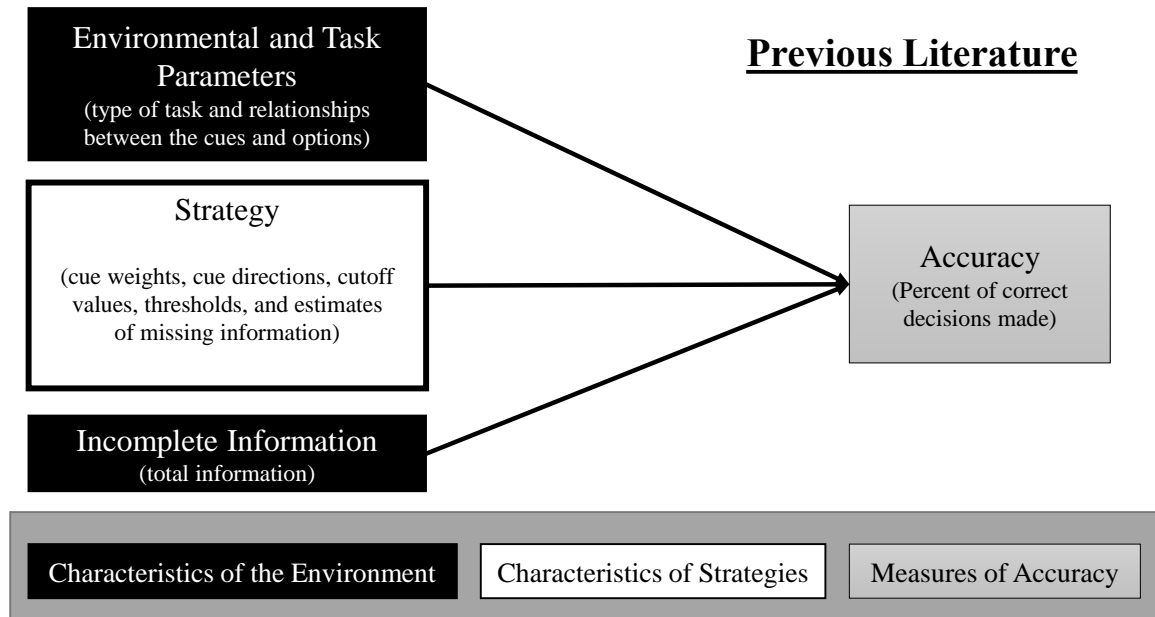 Environmental and Task
Parameters
(type of task and relationships
between the cues and options)
Previous Literature
Strategy
(cue weights, cue directions, cutoff
values, thresholds, and estimates
of missing information)
Accuracy
(Percent of correct
decisions made)
Incomplete Information
(total information)
Characteristics of the Environment
Characteristics of Strategies
Measures of Accuracy